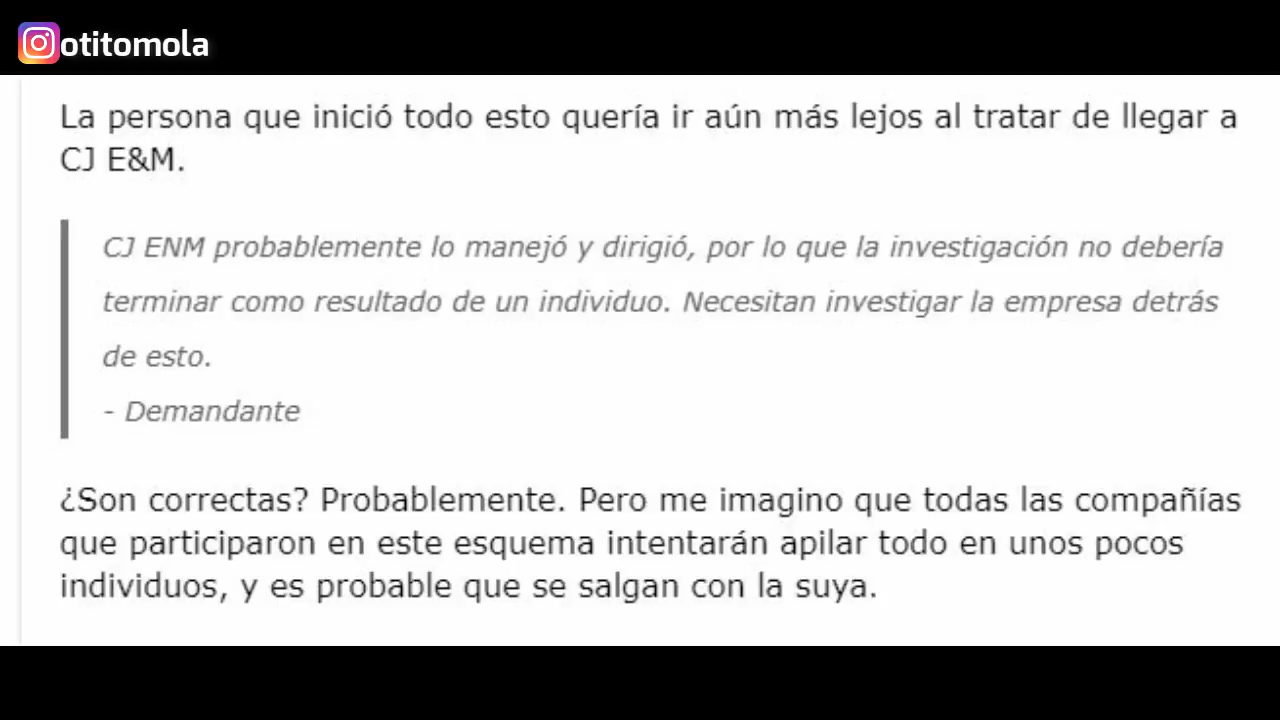 otitomola
La persona que inició todo esto quería ir aún más lejos al tratar de llegar a
CJ E&M.
CJ ENM probablemente lo manejó y dirigió, por lo que la investigación no debería
terminar como resultado de un individuo. Necesitan investigar la empresa detrás
de esto.
- Demandante
¿Son correctas? Probablemente. Pero me imagino que todas las compañías
que participaron en este esquema intentarán apilar todo en unos pocos
individuos, y es probable que se salgan con la suya.